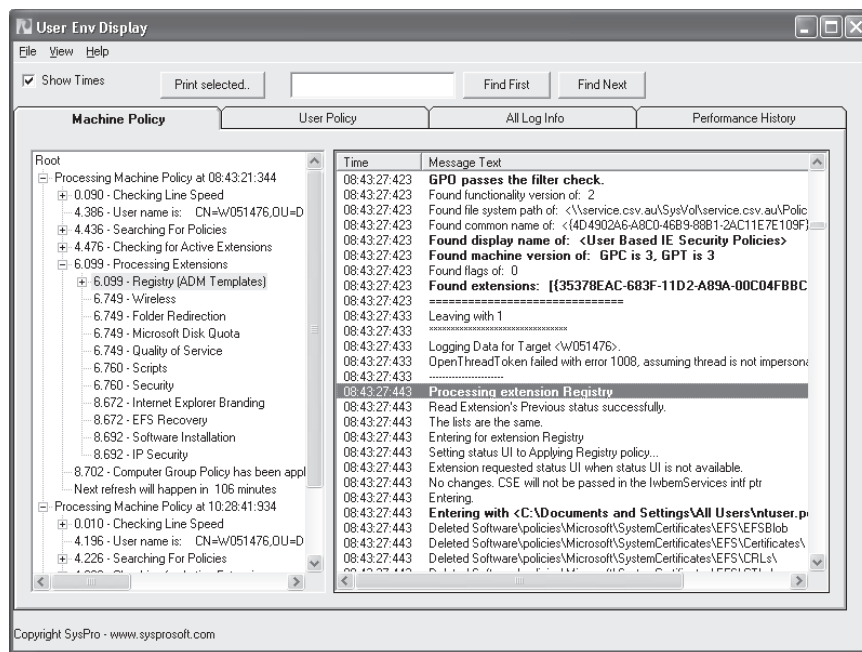 User Env Display
File View Help
Show Times
Print selected..
Find First
Find Next
Machine Policy
User Policy
All Log Info
Performance History
Root
Processing Machine Policy at 08:43:21:344
0.090 - Checking Line Speed
4.386 - User name is: CN=W051476,OU=D
4.436 - Searching For Policies
4.476 - Checking for Active Extensions
6.099 - Processing Extensions
6.099 - Registry (ADM Templates)
6.749 - Wireless
6.749 - Folder Redirection
6.749 - Microsoft Disk Quota
6.749 - Quality of Service
6.760 - Scripts
6.760 - Security
8.672 - Internet Explorer Branding
8.672 - EFS Recovery
8.692 - Software Installation
8.692 - IP Security
8.702 - Computer Group Policy has been appl
Next refresh will happen in 106 minutes
Processing Machine Policy at 10:28:41:934
0.010 - Checking Line Speed
4.196 - User name is: CN=W051476,OU=D
4.226 - Searching For Policies
Time Message Text
08:43:27:423 GPO passes the filter check.
08:43:27:423 Found functionality version of: 2
08:43:27:423 Found file system path of: <\\service.csv.au\SysVol\service.csv.au\Polic
08:43:27:423 Found common name of: <{4D4902A6-A8C0-46B9-88B1-2AC11E7E109F}
08:43:27:423 Found display name of: <User Based IE Security Policies>
08:43:27:423 Found machine version of: GPC is 3, GPT is 3
08:43:27:423 Found flags of: 0
08:43:27:423 Found extensions: [{35378EAC-683F-11D2-A89A-00C04FBBC
08:43:27:423 ==============================
08:43:27:433 Leaving with 1
08:43:27:433 ******************************
08:43:27:433 Logging Data for Target <W051476>.
08:43:27:433 OpenThreadToken failed with error 1008, assuming thread is not impersona
08:43:27:433 -----------------------
08:43:27:443 Processing extension Registry
08:43:27:443 Read Extension's Previous status successfully.
08:43:27:443 The lists are the same.
08:43:27:443 Entering for extension Registry
08:43:27:443 Setting status UI to Applying Registry policy...
08:43:27:443 Extension requested status UI when status UI is not available.
08:43:27:443 No changes. CSE will not be passed in the IwbemServices intf ptr
08:43:27:443 Entering.
08:43:27:443 Entering with <C:\Documents and Settings\All Users\ntuser.p
08:43:27:443 Deleted Software\policies\Microsoft\SystemCertificates\EFS\EFSBlob
08:43:27:443 Deleted Software\policies\Microsoft\SystemCertificates\EFS\Certificates\
08:43:27:443 Deleted Software\policies\Microsoft\SystemCertificates\EFS\CRLs\
Copyright SysPro - www.sysprosoft.com